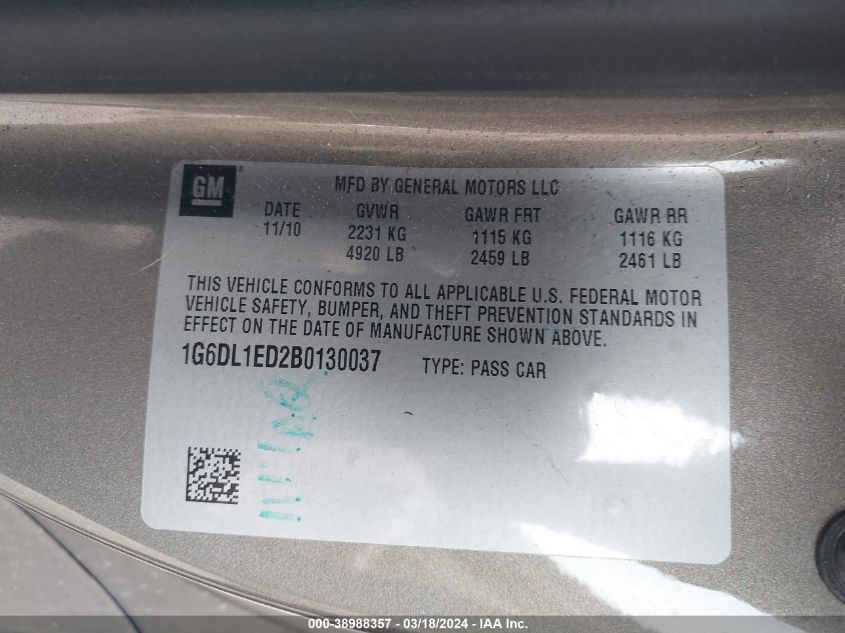 GM
MFD BY GENERAL MOTORS LLC
DATE GVWR GAWR FRT GAWR RR
11/10 2231 KG 1115 KG 1116 KG
4920 LB 2459 LB 2461 LB
THIS VEHICLE CONFORMS TO ALL APPLICABLE U.S. FEDERAL MOTOR
VEHICLE SAFETY, BUMPER, AND THEFT PREVENTION STANDARDS IN
EFFECT ON THE DATE OF MANUFACTURE SHOWN ABOVE.
1G6DL1ED2B0130037 TYPE: PASS CAR
000-38988357 - 03/18/2024 - IAA Inc.